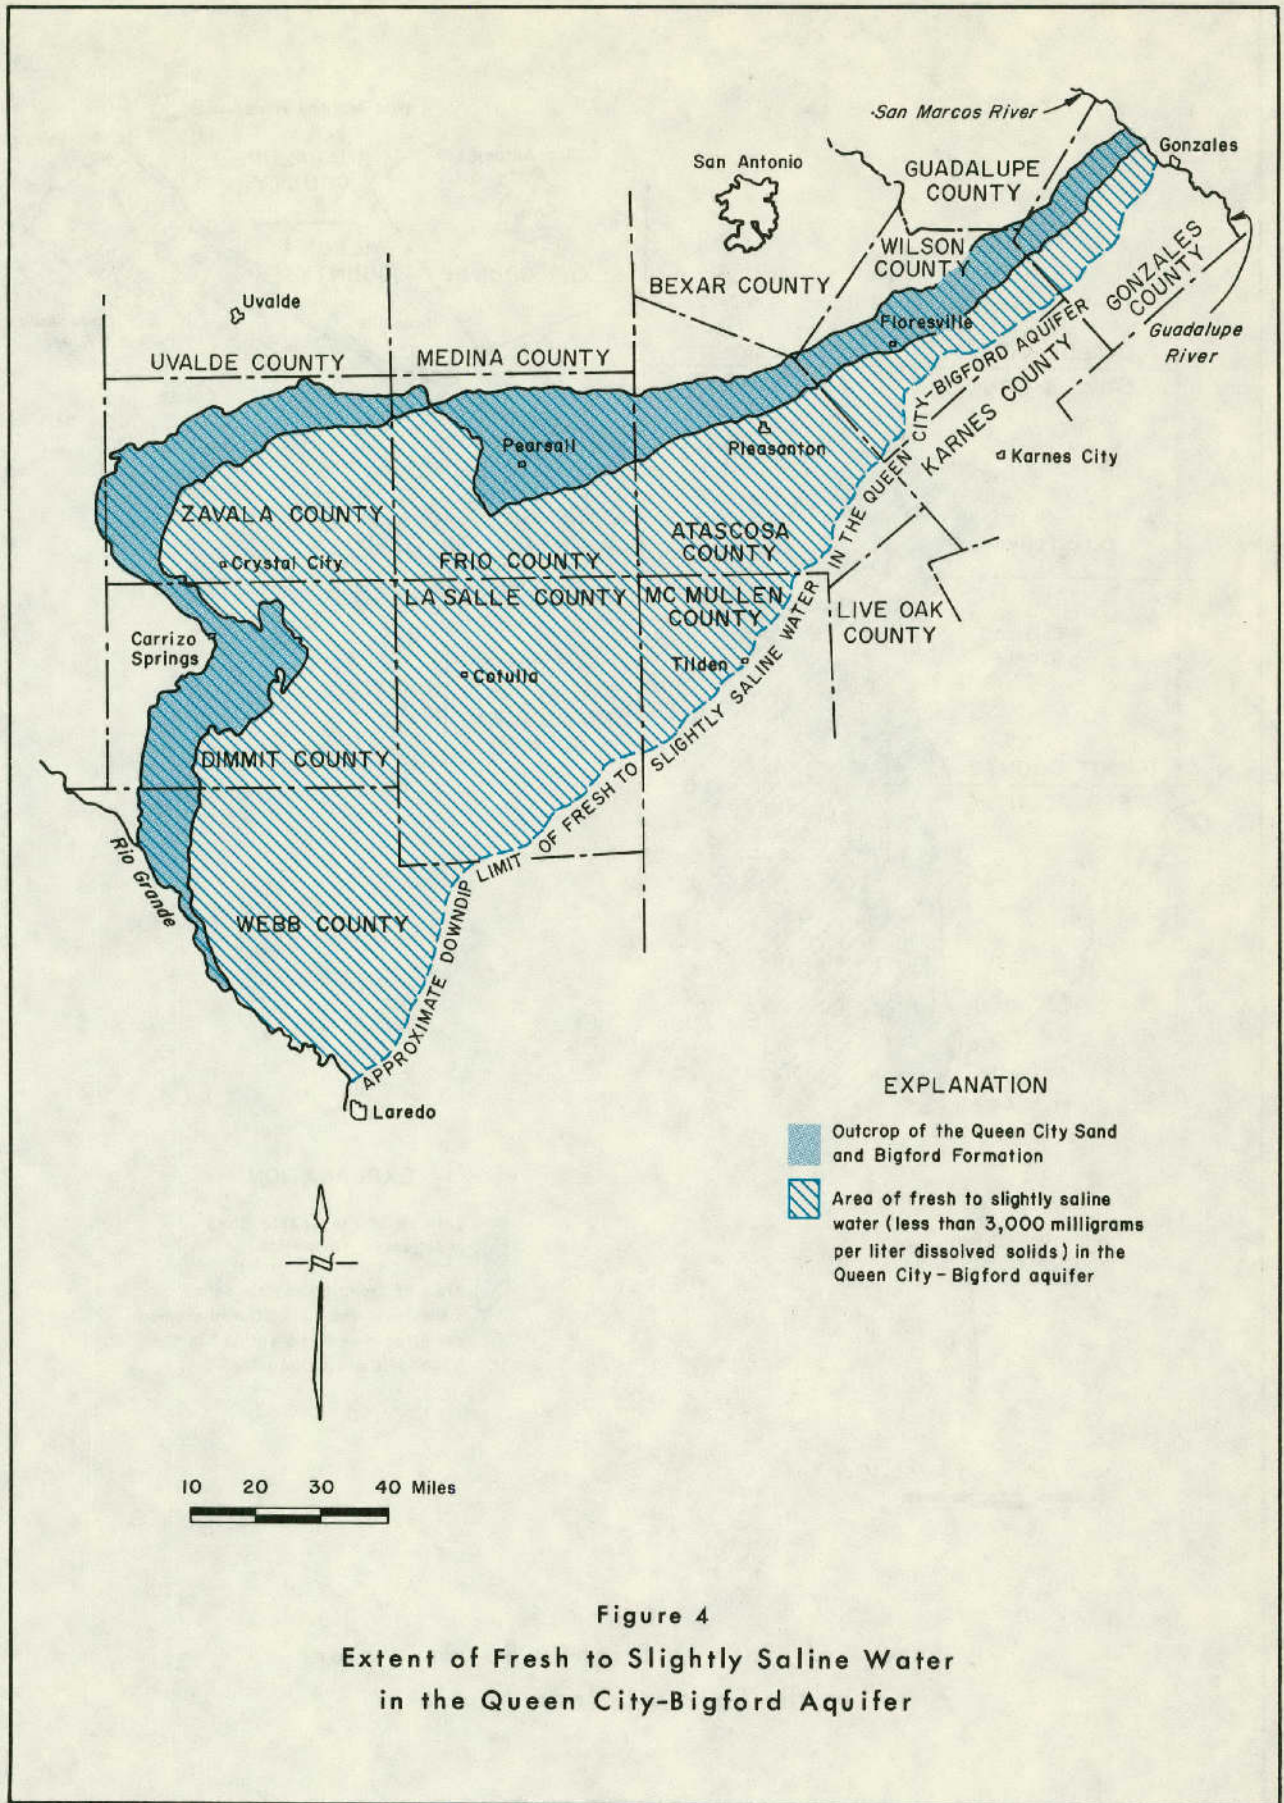 San Marcos River
Gonzales
San Antonio
GUADALUPE
COUNTY
WILSON
COUNTY
BEXAR COUNTY
GONZALES
COUNTY
Uvalde
Floresville
Guadalupe
River
UVALDE COUNTY
MEDINA COUNTY
KARNES COUNTY
Pearsall
Pleasanton
Karnes City
ZAVALA COUNTY
ATASCOSA
COUNTY
Crystal City
FRIO COUNTY
LA SALLE COUNTY
MC MULLEN
COUNTY
LIVE OAK
COUNTY
Carrizo
Springs
Tilden
Cotulla
DIMMIT COUNTY
Rio Grande
WEBB COUNTY
APPROXIMATE DOWNDIP LIMIT OF FRESH TO SLIGHTLY SALINE WATER IN THE QUEEN CITY-BIGFORD AQUIFER
Laredo
EXPLANATION
Outcrop of the Queen City Sand
and Bigford Formation
Area of fresh to slightly saline
water (less than 3,000 milligrams
per liter dissolved solids) in the
Queen City - Bigford aquifer
N
10 20 30 40 Miles
Figure 4
Extent of Fresh to Slightly Saline Water
in the Queen City-Bigford Aquifer